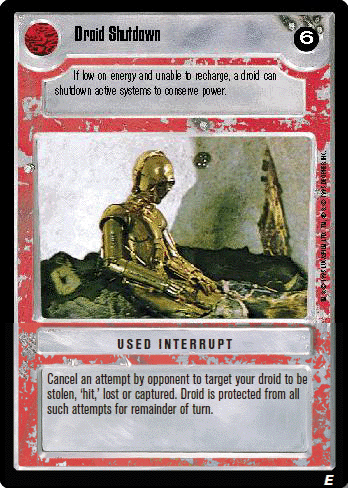 Droid Shutdown
6
If low on energy and unable to recharge, a droid can
shutdown active systems to conserve power.
USED INTERRUPT
Cancel an attempt by opponent to target your droid to be
stolen, 'hit,' lost or captured. Droid is protected from all
such attempts for remainder of turn.
E